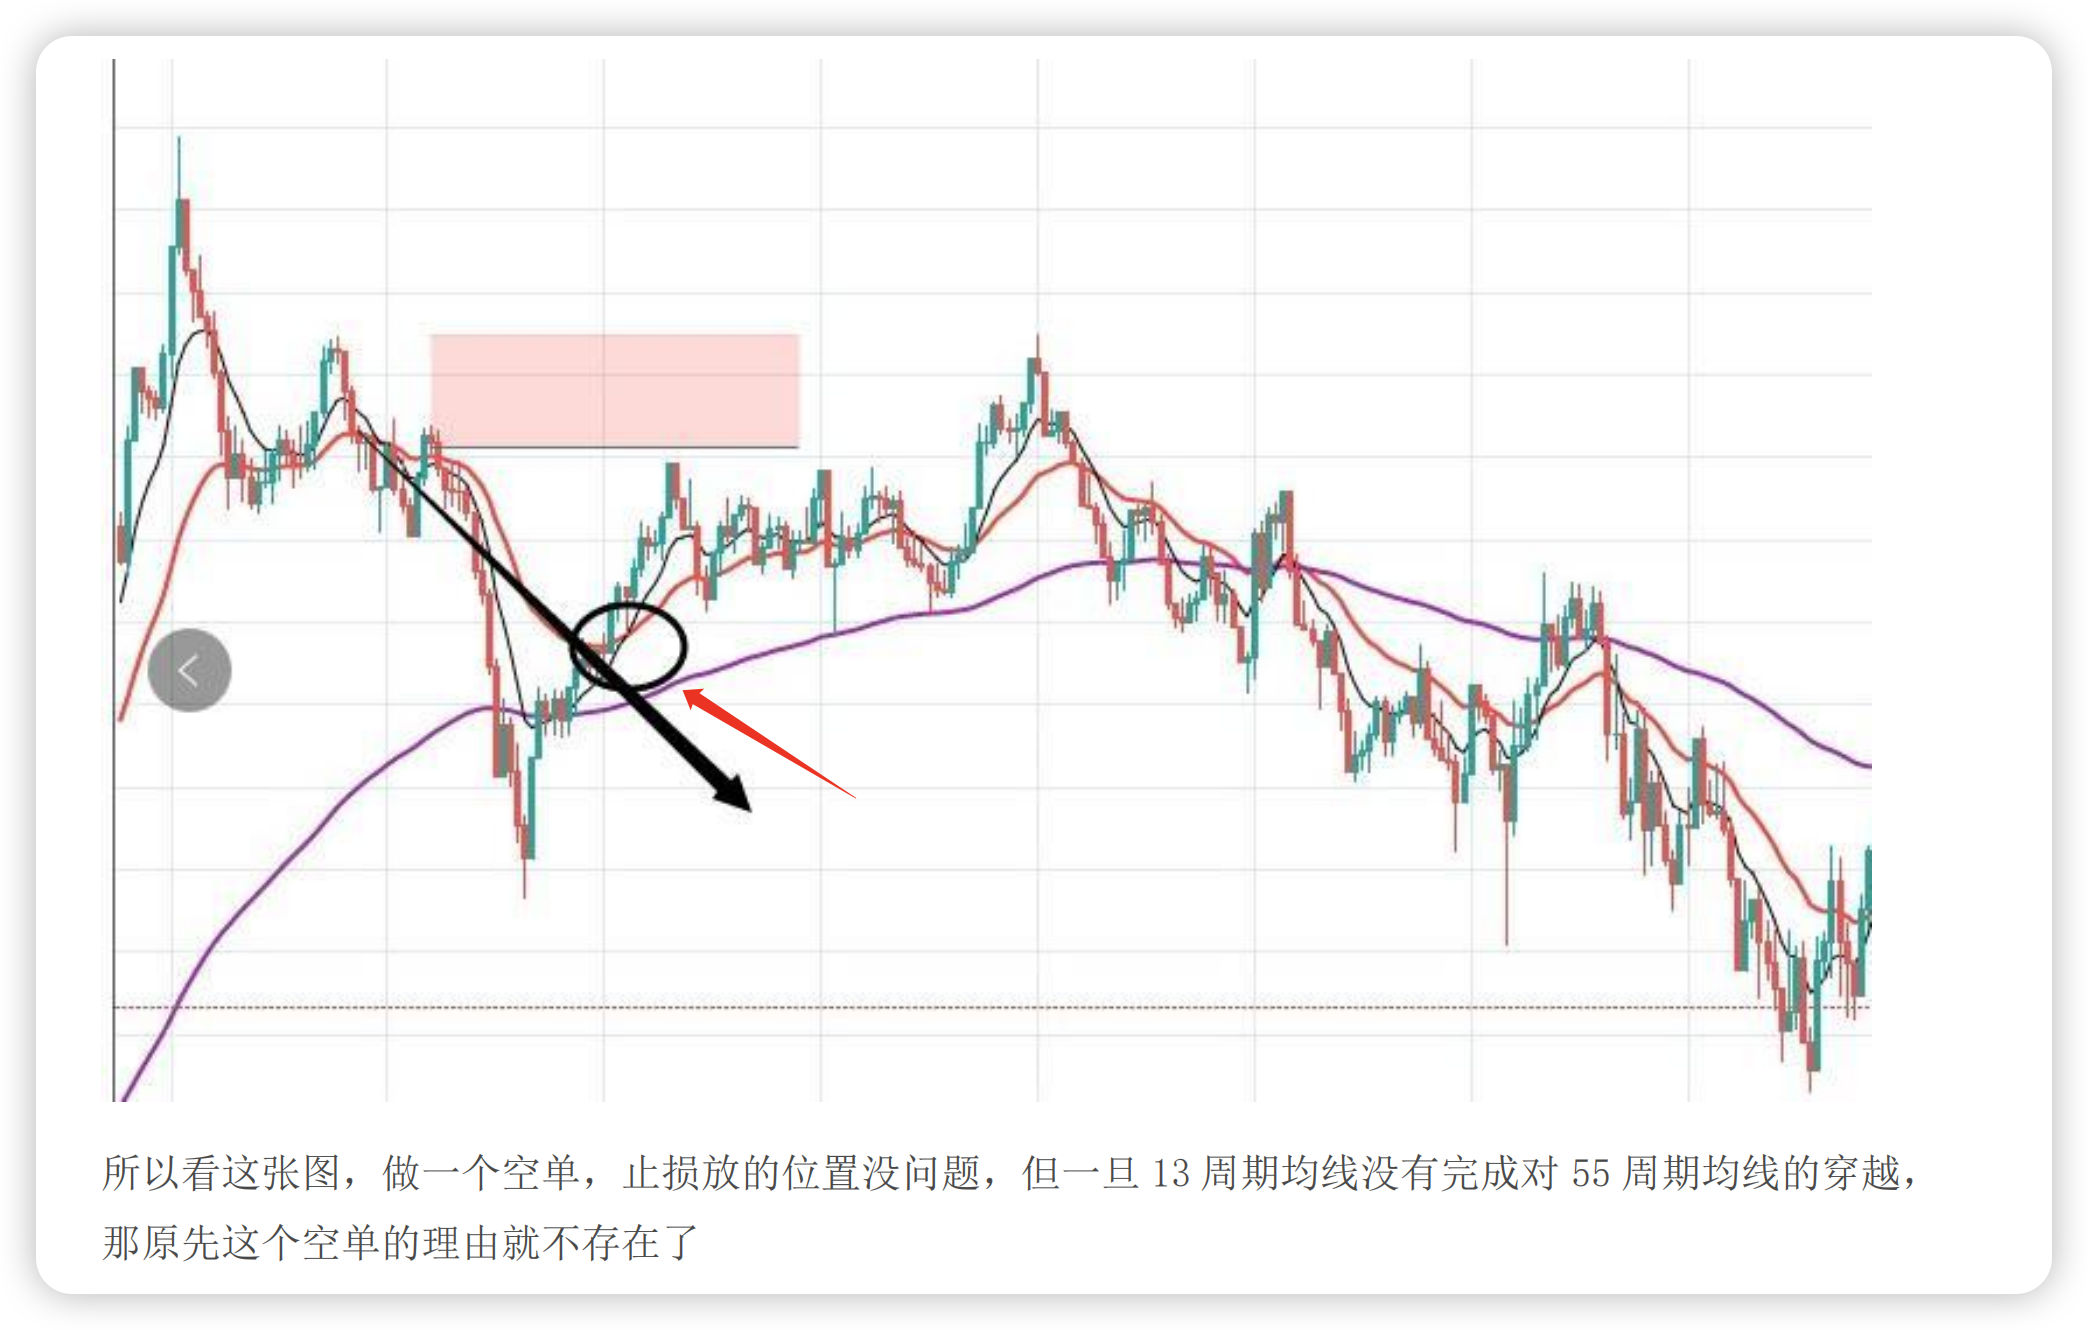 所以看这张图，做一个空单，止损放的位置没问题，但一旦 13 周期均线没有完成对 55 周期均线的穿越，
那原先这个空单的理由就不存在了